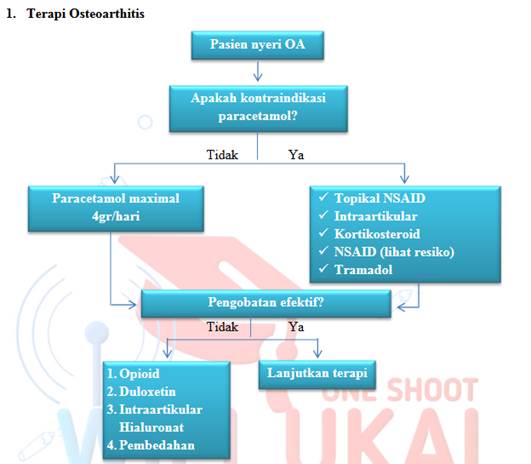 1. Terapi Osteoarthitis
Pasien nyeri OA
Apakah kontraindikasi
paracetamol?
Tidak Ya
Paracetamol maximal
4gr/hari
✓ Topikal NSAID
✓ Intraartikular
✓ Kortikosteroid
✓ NSAID (lihat resiko)
✓ Tramadol
Pengobatan efektif?
Tidak Ya
1. Opioid
2. Duloxetin
3. Intraartikular
Hialuronat
4. Pembedahan
Lanjutkan terapi
ONE SHOOT
UKAI